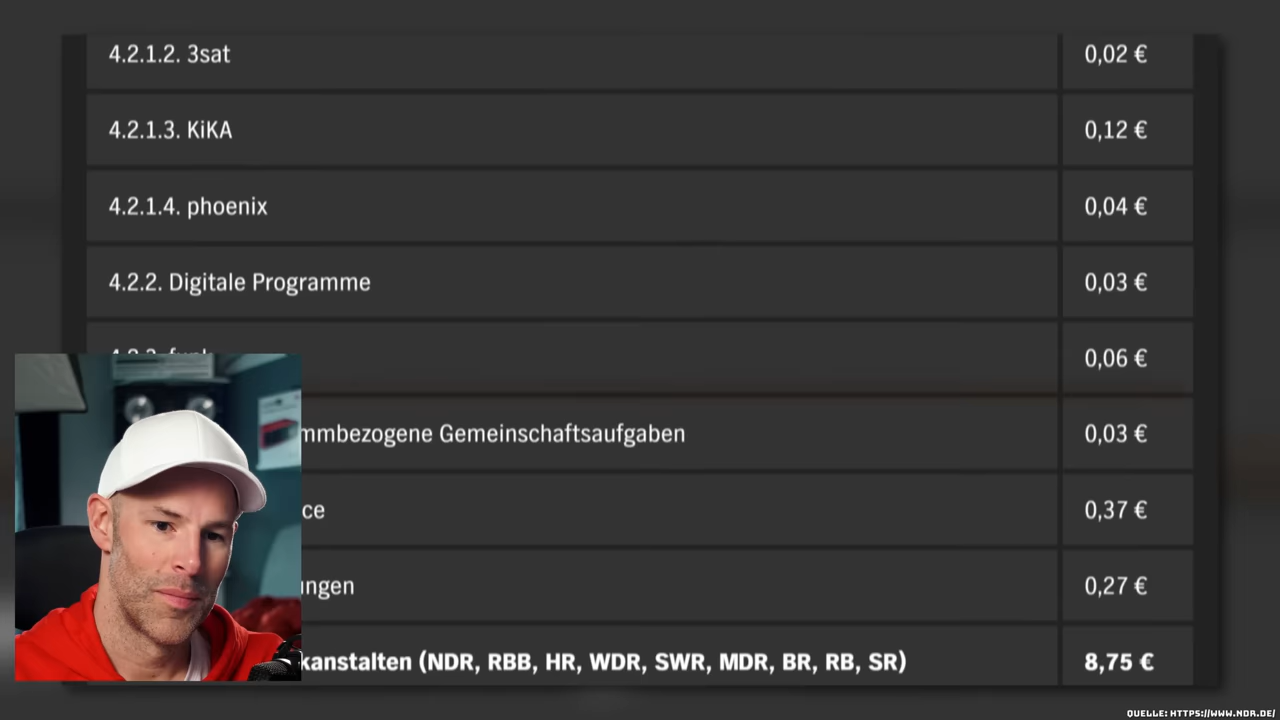 4.2.1.2. 3sat 0,02 €
4.2.1.3. KiKA 0,12 €
4.2.1.4. phoenix 0,04 €
4.2.2. Digitale Programme 0,03 €
0,06 €
mmbezogene Gemeinschaftsaufgaben 0,03 €
ce 0,37 €
ungen 0,27 €
kanstalten (NDR, RBB, HR, WDR, SWR, MDR, BR, RB, SR) 8,75 €
QUELLE: HTTPS://WWW.NDR.DE/